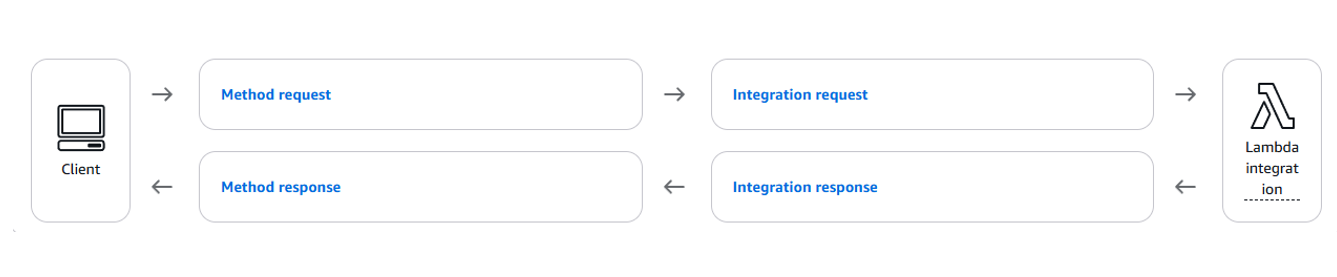 Method request
Integration request
Client
Lambda
integrat
ion
Method response
Integration response